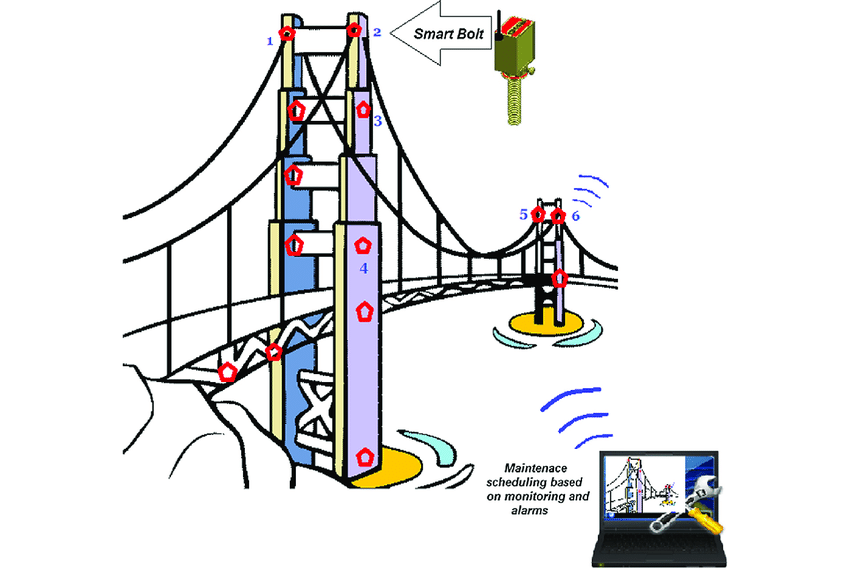 1
2
Smart Bolt
3
5
6
4
Maintenace
scheduling based
on monitoring and
alarms